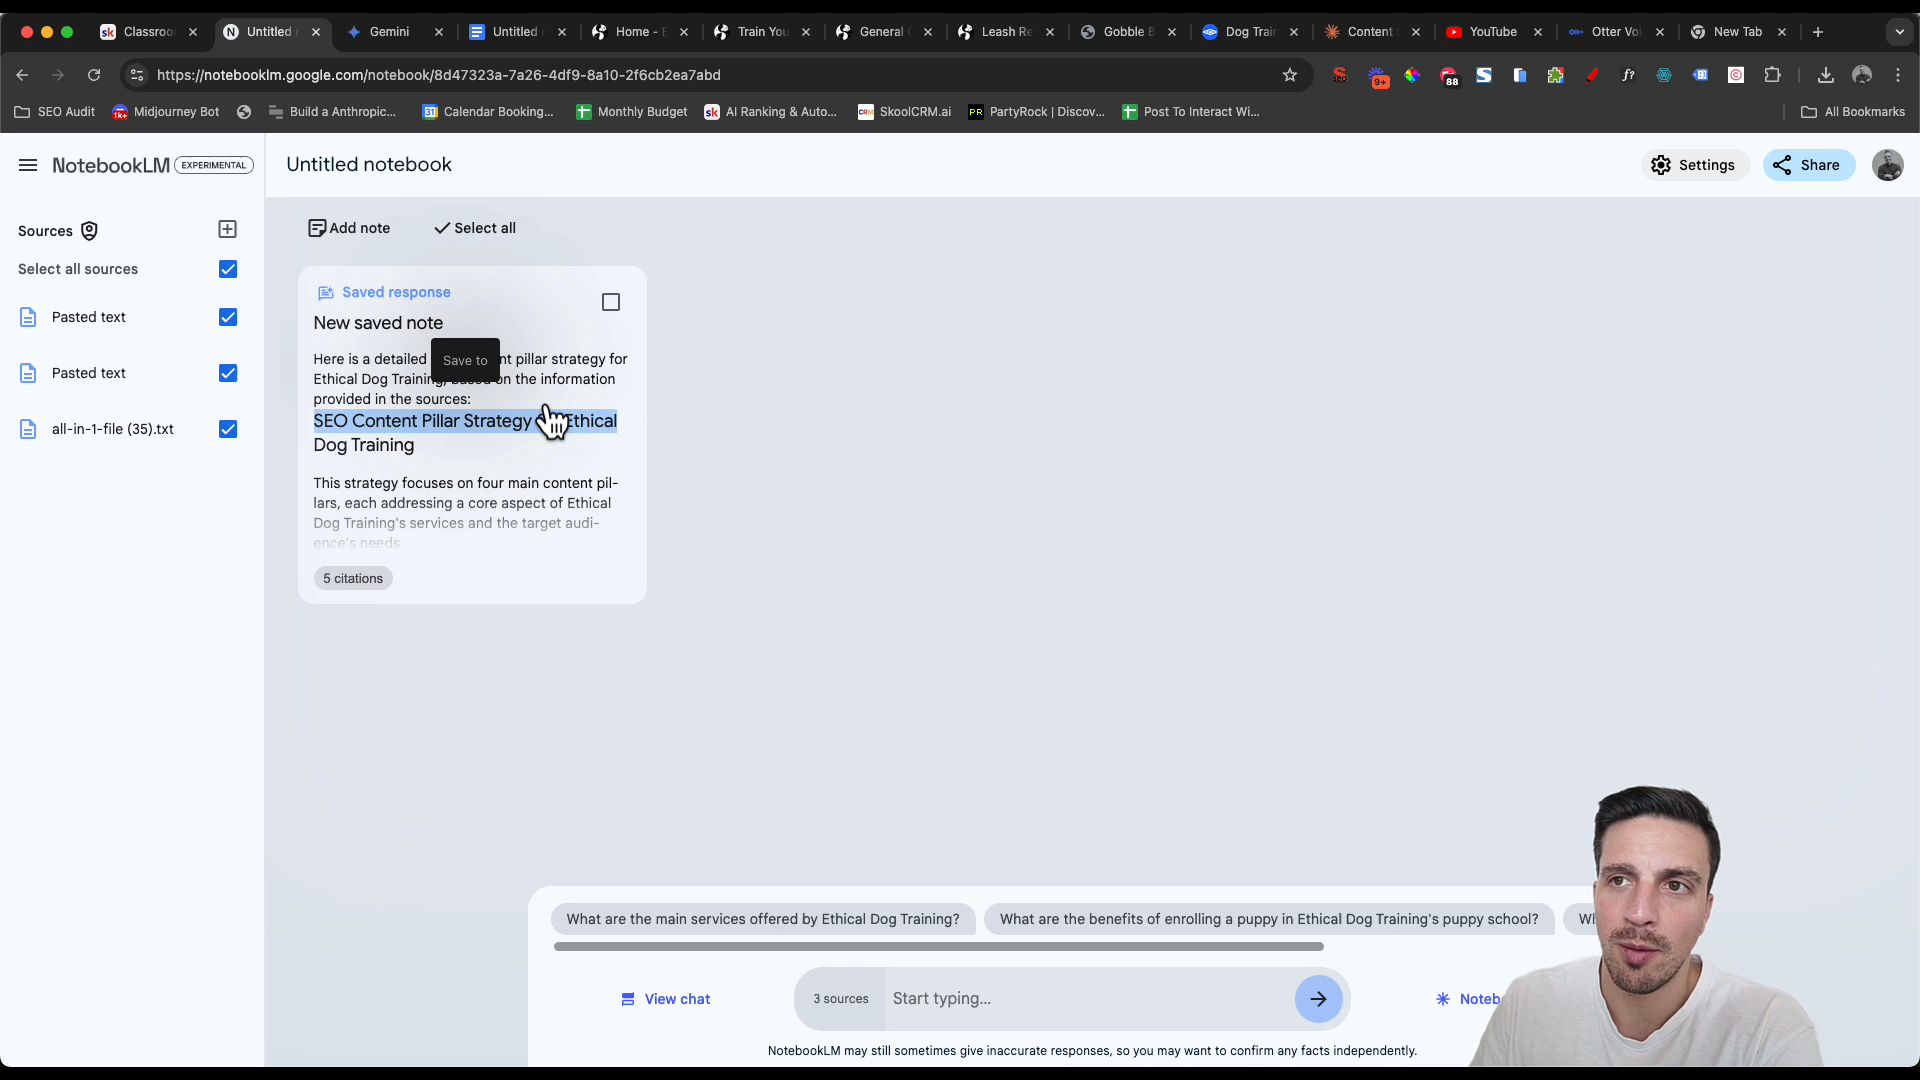 Classroo
Untitled
Gemini
Untitled
Home - E
Train You
General
Leash Re
Gobble B
Dog Train
Content
YouTube
Otter Voi
New Tab
https://notebooklm.google.com/notebook/8d47323a-7a26-4df9-8a10-2f6cb2ea7abd
9+
88
f?
SEO Audit
Midjourney Bot
Build a Anthropic...
Calendar Booking...
Monthly Budget
AI Ranking & Auto...
SkoolCRM.ai
PartyRock | Discov...
Post To Interact Wi...
All Bookmarks
NotebookLM EXPERIMENTAL
Untitled notebook
Settings
Share
Sources
Select all sources
Pasted text
Pasted text
all-in-1-file (35).txt
Add note
Select all
Saved response
New saved note
Save to
Here is a detailed nt pillar strategy for
Ethical Dog Training, based on the information
provided in the sources:
SEO Content Pillar Strategy Ethical
Dog Training
This strategy focuses on four main content pil-
lars, each addressing a core aspect of Ethical
Dog Training's services and the target audi-
ence's needs.
5 citations
What are the main services offered by Ethical Dog Training?
What are the benefits of enrolling a puppy in Ethical Dog Training's puppy school?
Wh
View chat
3 sources
Start typing...
Noteb
NotebookLM may still sometimes give inaccurate responses, so you may want to confirm any facts independently.